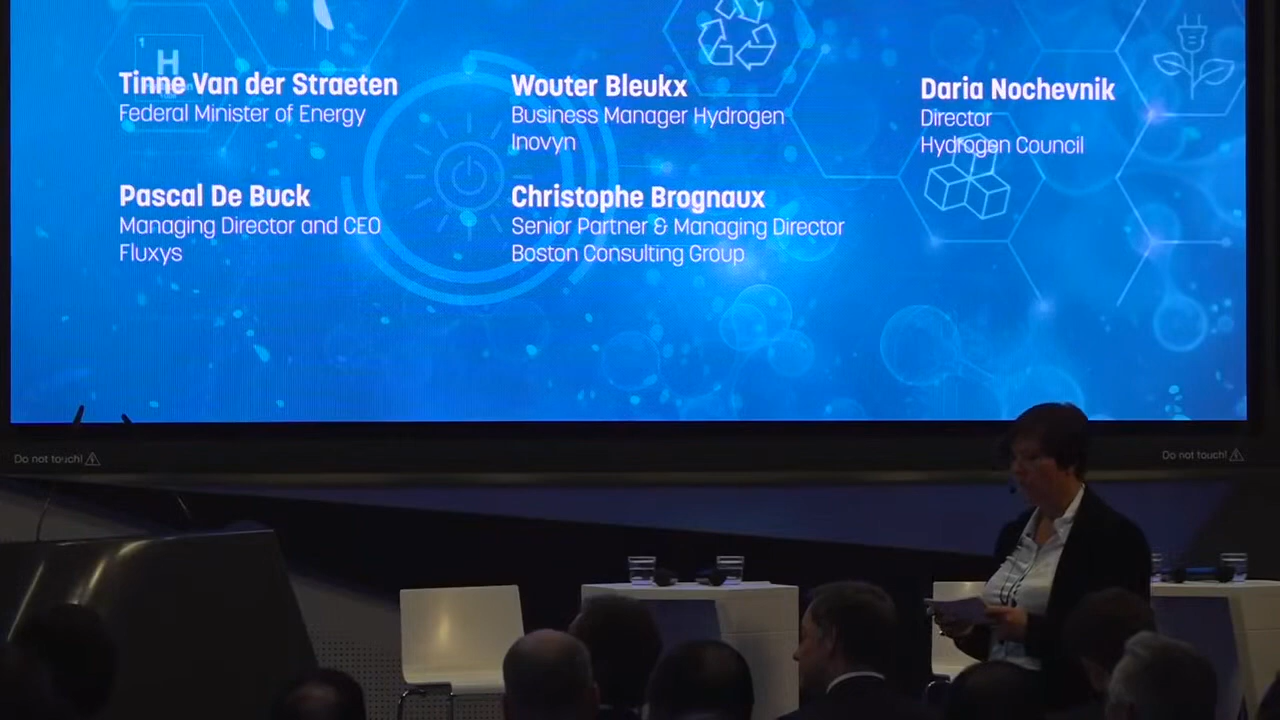 1
H
Tinne Van der Straeten
Federal Minister of Energy
Pascal De Buck
Managing Director and CEO
Fluxys
Wouter Bleukx
Business Manager Hydrogen
Inovyn
Christophe Brognaux
Senior Partner & Managing Director
Boston Consulting Group
Daria Nochevnik
Director
Hydrogen Council
Do not touch!
Do not touch!